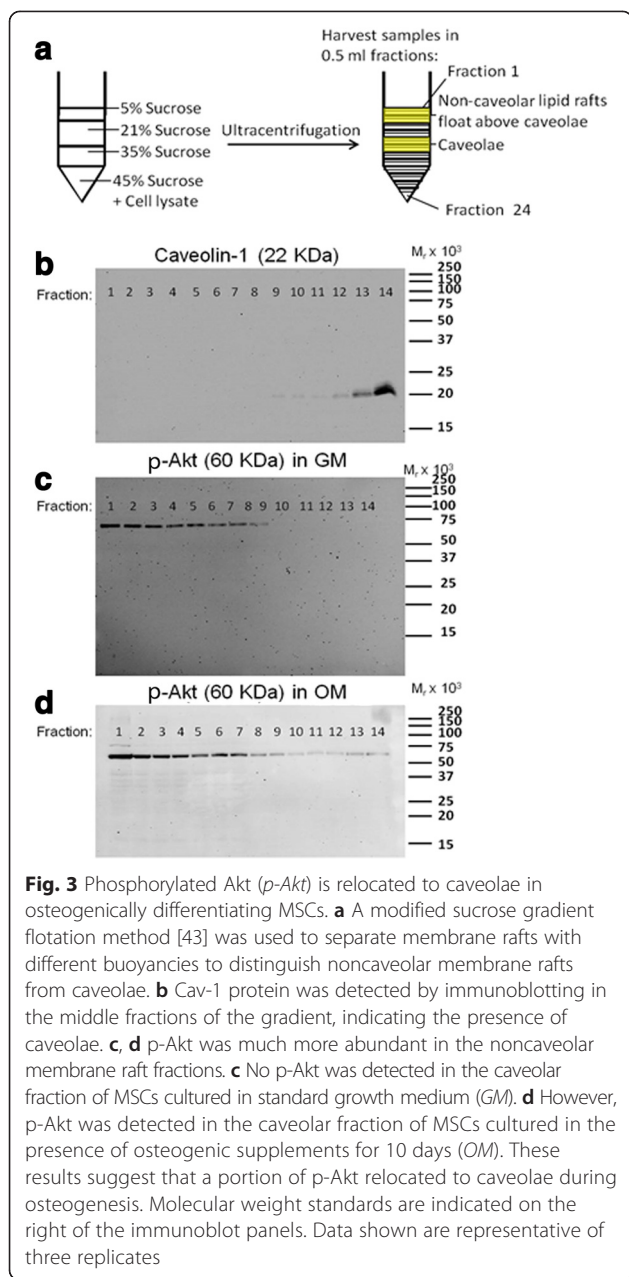 a
Harvest samples in
0.5 ml fractions:
Fraction 1
5% Sucrose
21% Sucrose
35% Sucrose
45% Sucrose
+ Cell lysate
Ultracentrifugation
Non-caveolar lipid rafts
float above caveolae
Caveolae
Fraction 24
b
Caveolin-1 (22 KDa)
Mr x 10³
Fraction: 1 2 3 4 5 6 7 8 9 10 11 12 13 14
250
150
100
75
50
37
25
20
15
c
p-Akt (60 KDa) in GM
Mr x 10³
Fraction: 1 2 3 4 5 6 7 8 9 10 11 12 13 14
250
150
100
75
50
37
25
20
15
d
p-Akt (60 KDa) in OM
Mr x 10³
Fraction: 1 2 3 4 5 6 7 8 9 10 11 12 13 14
250
150
100
75
50
37
25
20
15
Fig. 3 Phosphorylated Akt (p-Akt) is relocated to caveolae in
osteogenically differentiating MSCs. a A modified sucrose gradient
flotation method [43] was used to separate membrane rafts with
different buoyancies to distinguish noncaveolar membrane rafts
from caveolae. b Cav-1 protein was detected by immunoblotting in
the middle fractions of the gradient, indicating the presence of
caveolae. c, d p-Akt was much more abundant in the noncaveolar
membrane raft fractions. c No p-Akt was detected in the caveolar
fraction of MSCs cultured in standard growth medium (GM). d However,
p-Akt was detected in the caveolar fraction of MSCs cultured in the
presence of osteogenic supplements for 10 days (OM). These
results suggest that a portion of p-Akt relocated to caveolae during
osteogenesis. Molecular weight standards are indicated on the
right of the immunoblot panels. Data shown are representative of
three replicates